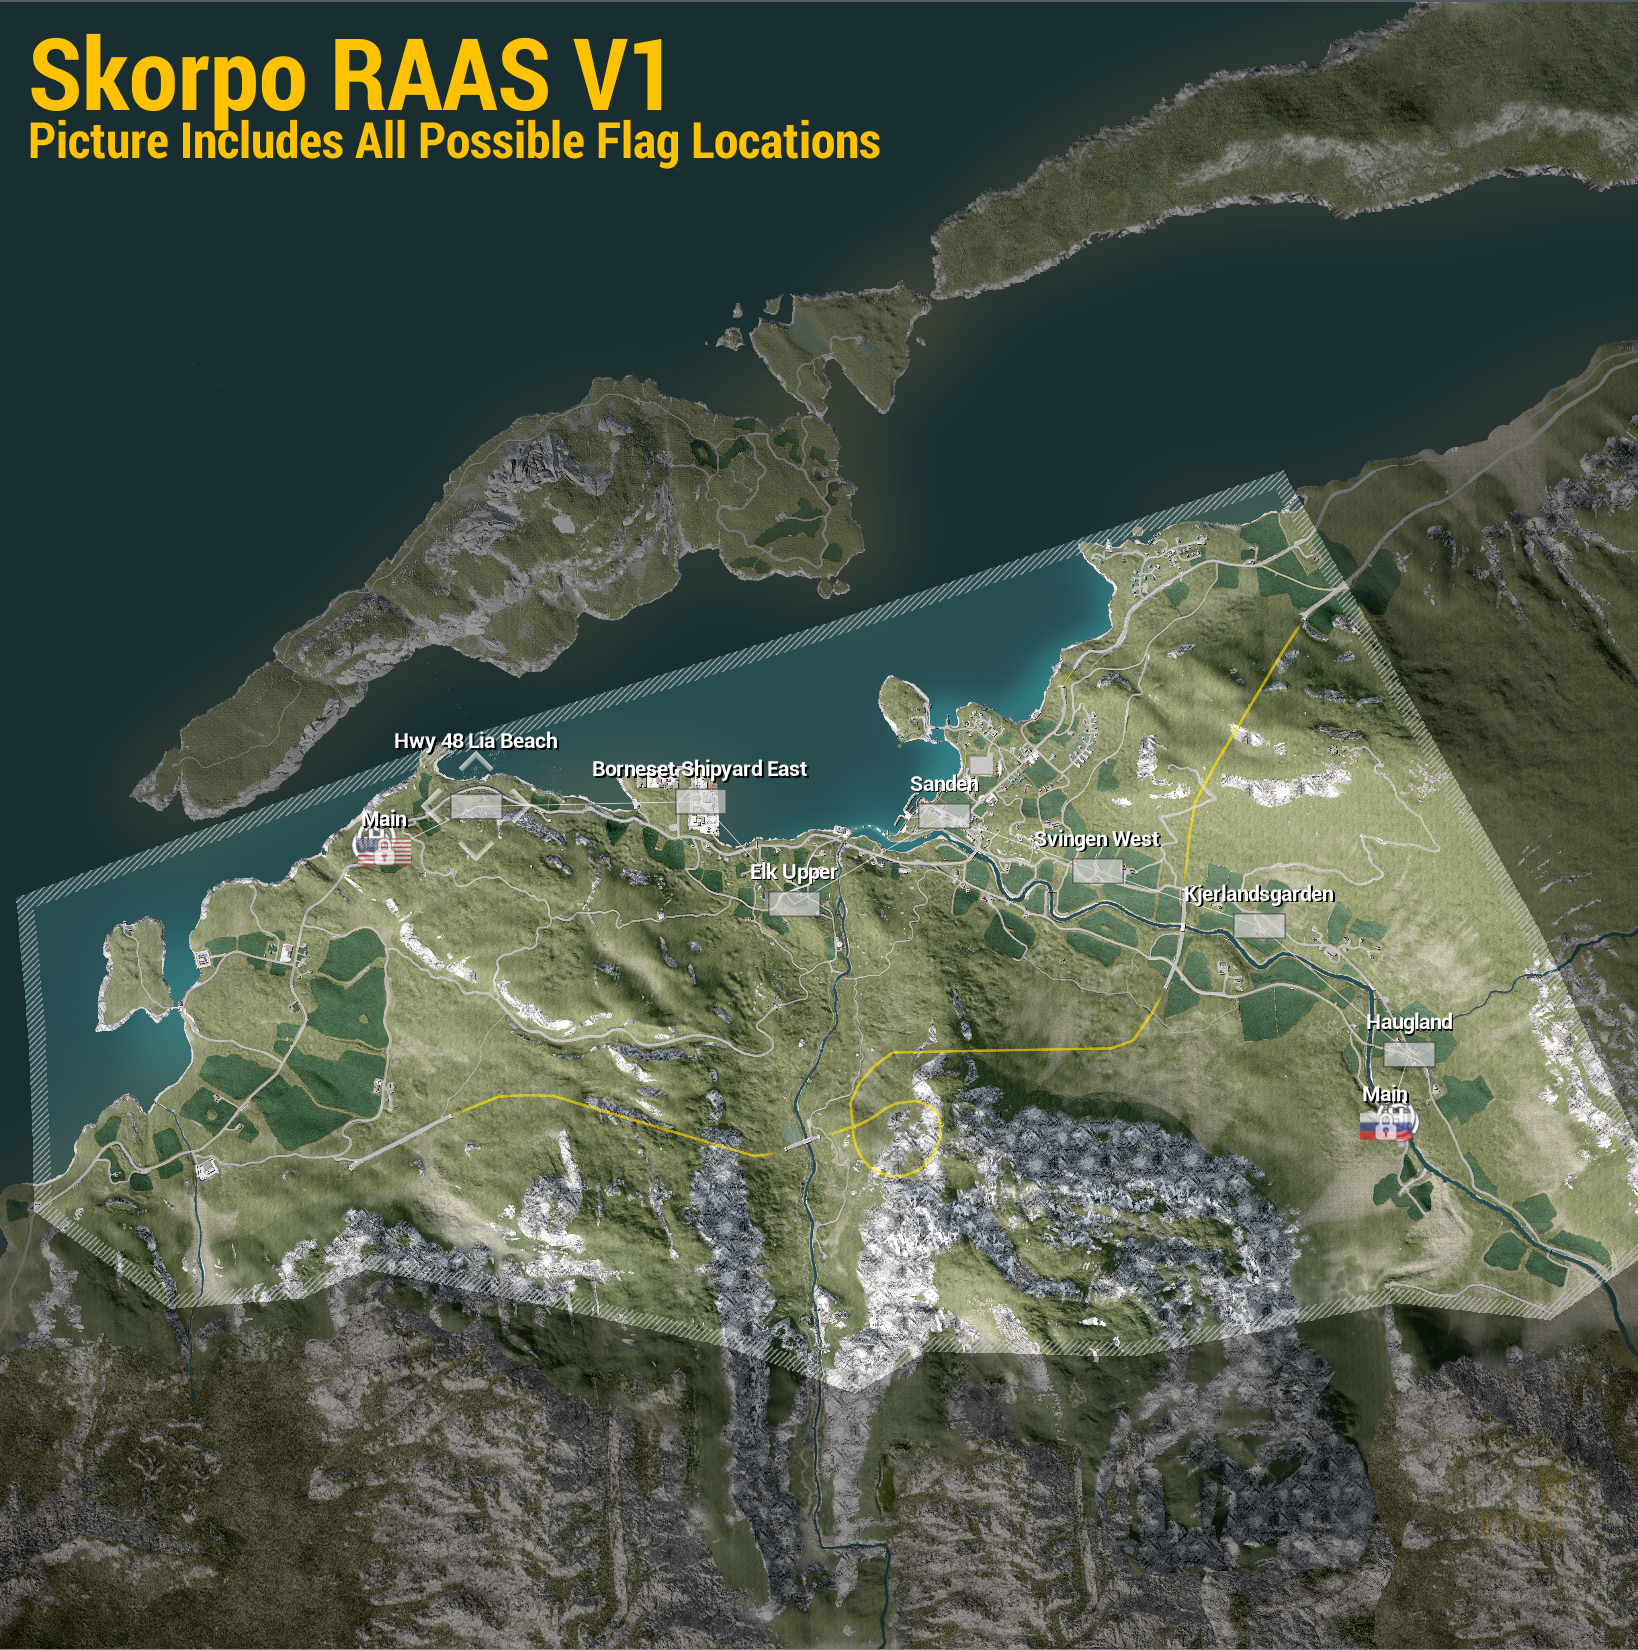 Skorpo RAAS V1
Picture Includes All Possible Flag Locations
Hwy 48 Lia Beach
Borneset Shipyard East
Sanden
Main
Svingen West
Elk Upper
Kjerlandsgarden
Haugland
Main